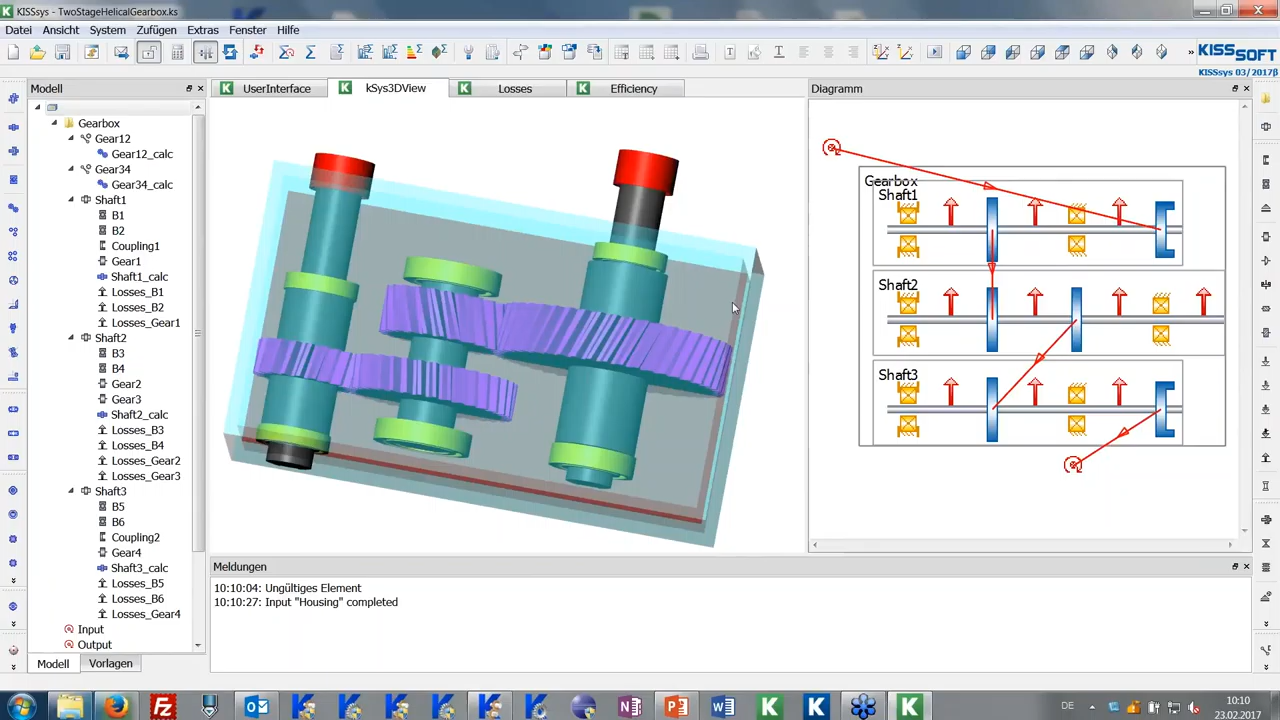 KISSsys - TwoStageHelicalGearbox.ks
Datei Ansicht System Zufügen Extras Fenster Hilfe
KISSSOFT
KISSsys 03/2017β
Modell
UserInterface kSys3DView Losses Efficiency
Diagramm
Gearbox
Gear12
Gear12_calc
Gear34
Gear34_calc
Shaft1
B1
B2
Coupling1
Gear1
Shaft1_calc
Losses_B1
Losses_B2
Losses_Gear1
Shaft2
B3
B4
Gear2
Gear3
Shaft2_calc
Losses_B3
Losses_B4
Losses_Gear2
Losses_Gear3
Shaft3
B5
B6
Coupling2
Gear4
Shaft3_calc
Losses_B5
Losses_B6
Losses_Gear4
Input
Output
Modell Vorlagen
Gearbox
Shaft1
Shaft2
Shaft3
Meldungen
10:10:04: Ungültiges Element
10:10:27: Input "Housing" completed
DE
10:10
23.02.2017